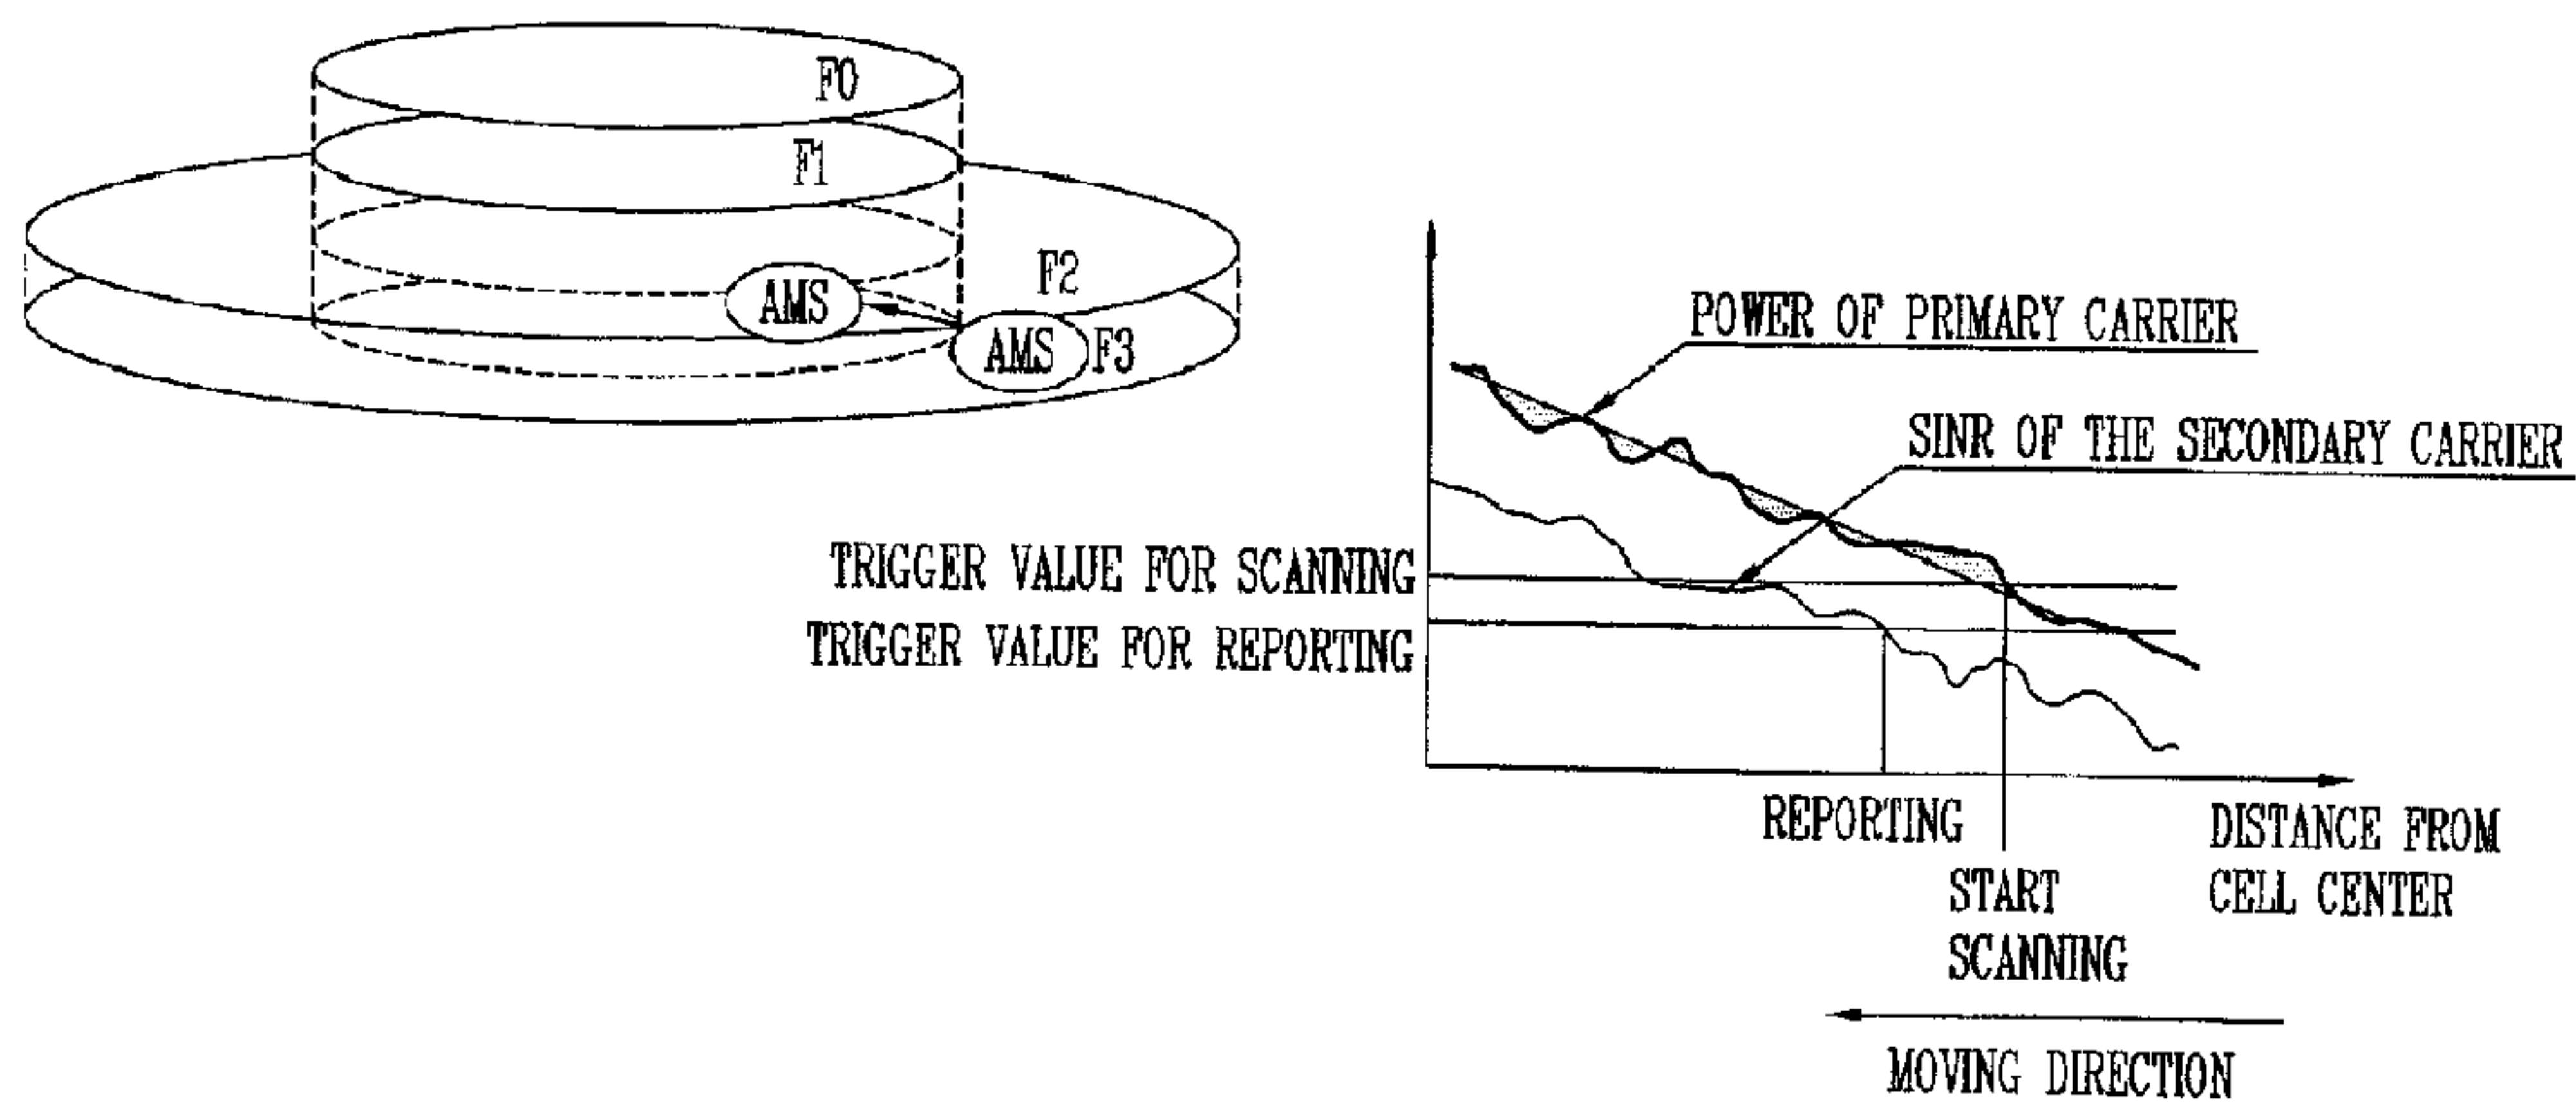 F0
F1
F2
AMS
AMS
F3
POWER OF PRIMARY CARRIER
SINR OF THE SECONDARY CARRIER
TRIGGER VALUE FOR SCANNING
TRIGGER VALUE FOR REPORTING
REPORTING
START
SCANNING
DISTANCE FROM
CELL CENTER
MOVING DIRECTION